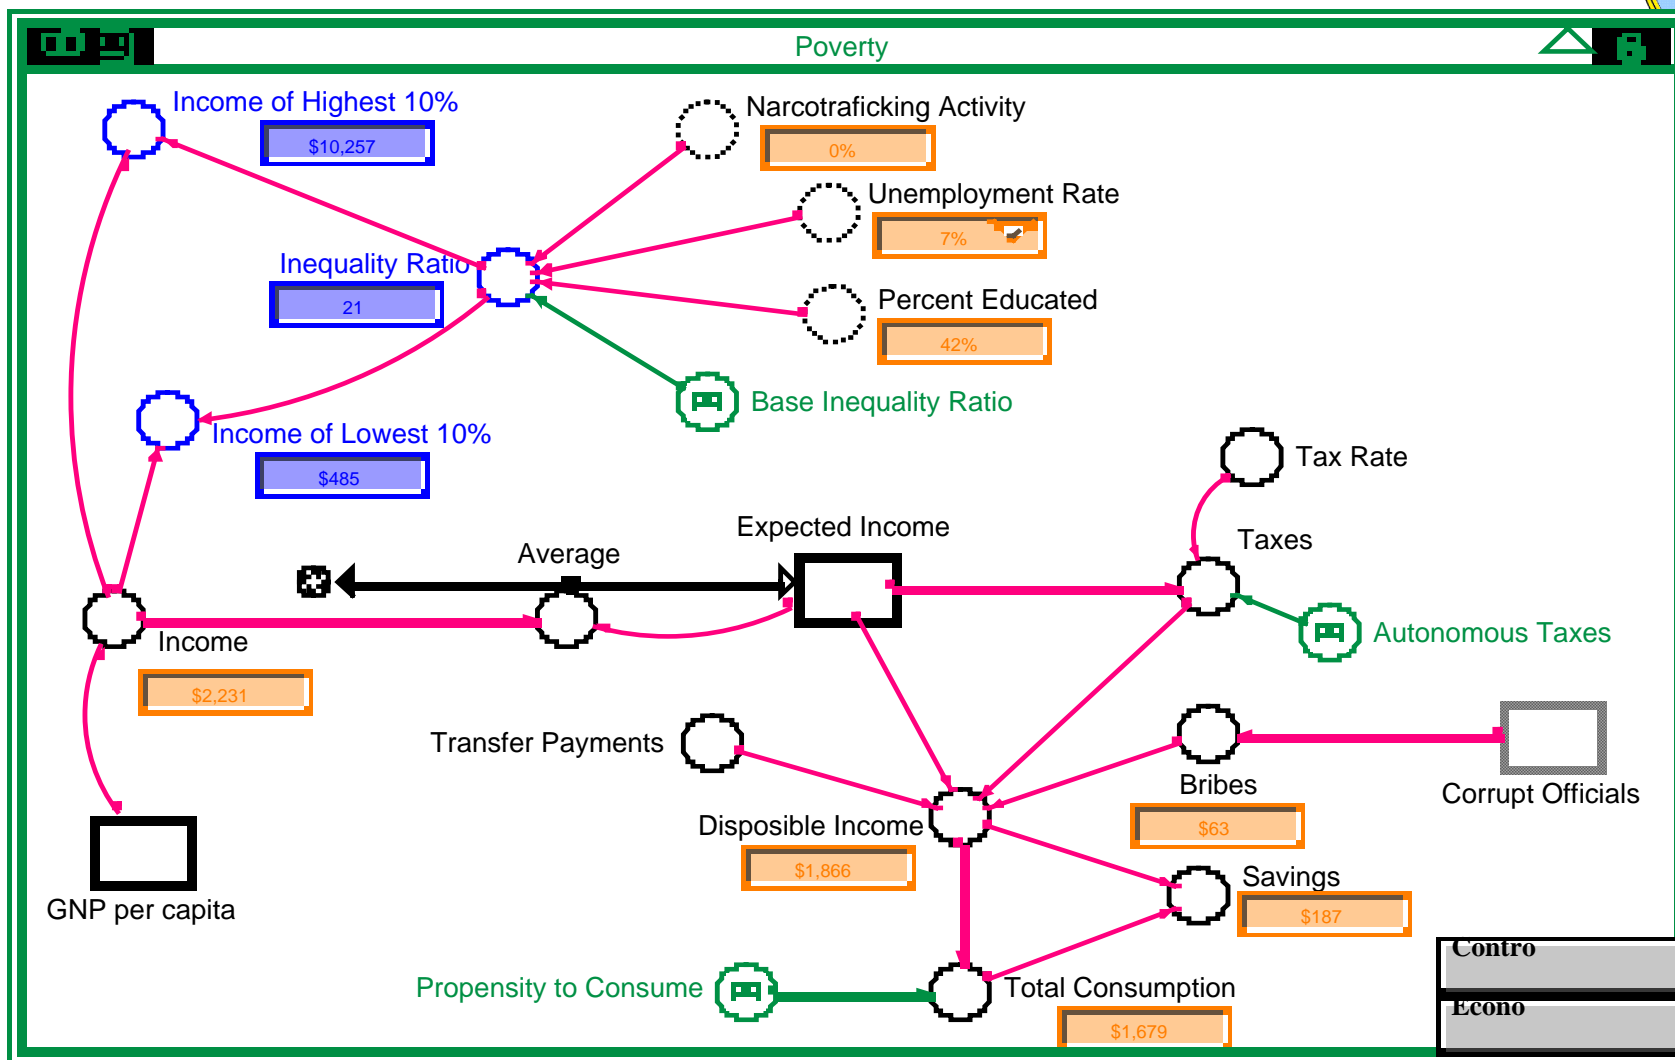 Poverty
Income of Highest 10%
$10,257
Narcotraficking Activity
0%
Unemployment Rate
7%
Inequality Ratio
21
Percent Educated
42%
Base Inequality Ratio
Income of Lowest 10%
$485
Tax Rate
Expected Income
Average
Taxes
Income
$2,231
Autonomous Taxes
Transfer Payments
Bribes
$63
Corrupt Officials
Disposible Income
$1,866
Savings
$187
GNP per capita
Contro
Propensity to Consume
Total Consumption
$1,679
Econo